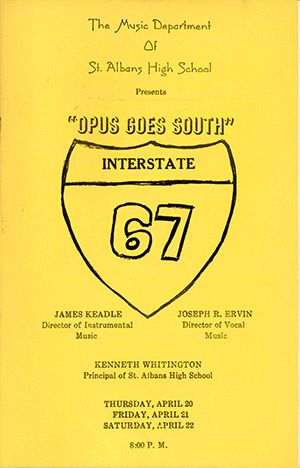 The Music Department
Of
St. Albans High School
Presents
"OPUS GOES SOUTH"
INTERSTATE
67
JAMES KEADLE
Director of Instrumental
Music
JOSEPH R. ERVIN
Director of Vocal
Music
KENNETH WHITINGTON
Principal of St. Albans High School
THURSDAY, APRIL 20
FRIDAY, APRIL 21
SATURDAY, APRIL 22
8:00 P. M.